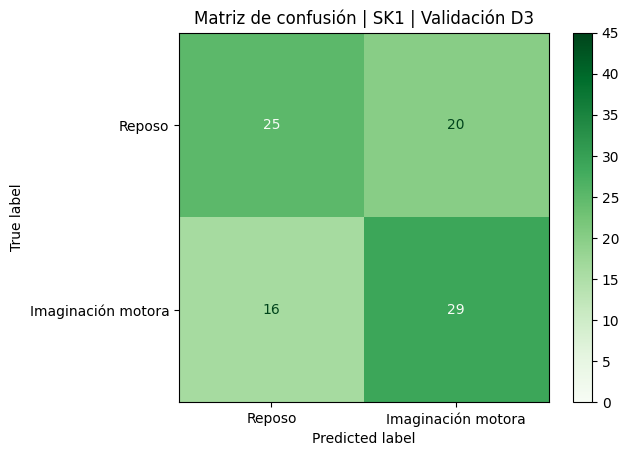 Matriz de confusión | SK1 | Validación D3
True label
Reposo
25
20
Imaginación motora
16
29
Reposo
Imaginación motora
Predicted label
45
40
35
30
25
20
15
10
5
0